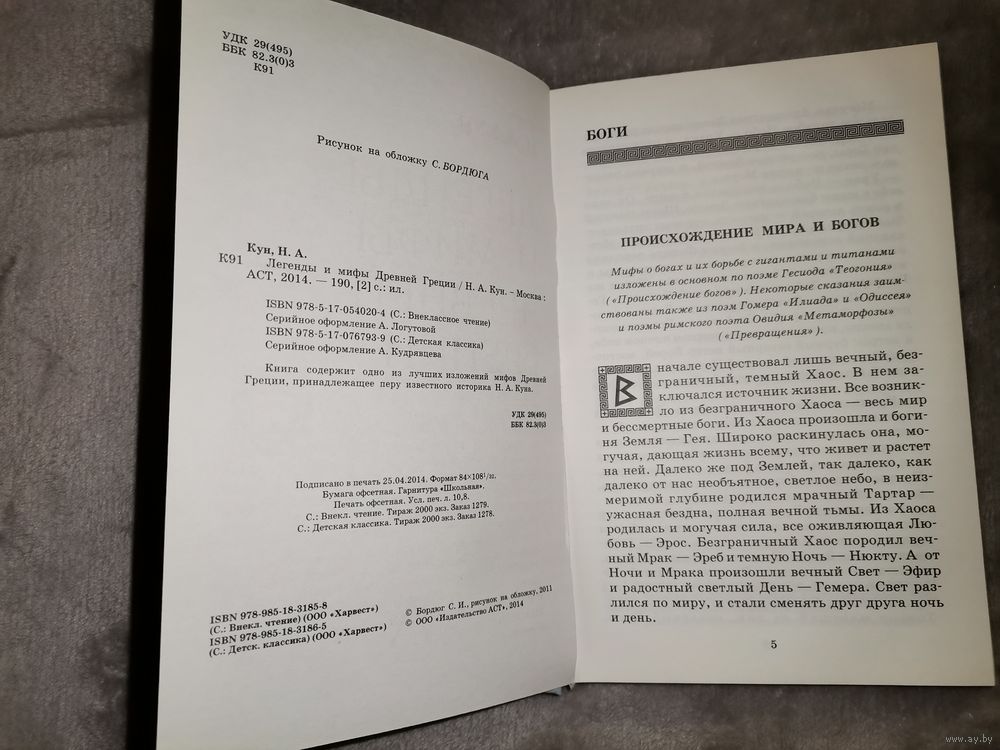 УДК 29(495)
ББК 82.3(0)3
К91
Рисунок на обложку С. БОРДЮГА
Кун, Н. А.
К91 Легенды и мифы Древней Греции / Н. А. Кун. – Москва :
АСТ, 2014. — 190, [2] с.: ил.
ISBN 978-5-17-054020-4 (С.: Внеклассное чтение)
Серийное оформление А. Логутовой
ISBN 978-5-17-076793-9 (С.: Детская классика)
Серийное оформление А. Кудрявцева
Книга содержит одно из лучших изложений мифов Древней
Греции, принадлежащее перу известного историка Н. А. Куна.
УДК 29(495)
ББК 82.3(0)3
Подписано в печать 25.04.2014. Формат 84×108¹/₃₂.
Бумага офсетная. Гарнитура «Школьная».
Печать офсетная. Усл. печ. л. 10,8.
С.: Внекл. чтение. Тираж 2000 экз. Заказ 1279.
С.: Детская классика. Тираж 2000 экз. Заказ 1278.
ISBN 978-985-18-3185-8
(С.: Внекл. чтение) (ООО «Харвест»)
ISBN 978-985-18-3186-5
(С.: Детск. классика) (ООО «Харвест»)
© Бордюг С. И., рисунок на обложку, 2011
© ООО «Издательство АСТ», 2014
БОГИ
ПРОИСХОЖДЕНИЕ МИРА И БОГОВ
Мифы о богах и их борьбе с гигантами и титанами
изложены в основном по поэме Гесиода «Теогония»
(«Происхождение богов»). Некоторые сказания заим-
ствованы также из поэм Гомера «Илиада» и «Одиссея»
и поэмы римского поэта Овидия «Метаморфозы»
(«Превращения»).
В начале существовал лишь вечный, без-
граничный, темный Хаос. В нем за-
ключался источник жизни. Все возник-
ло из безграничного Хаоса — весь мир
и бессмертные боги. Из Хаоса произошла и боги-
ня Земля — Гея. Широко раскинулась она, мо-
гучая, дающая жизнь всему, что живет и растет
на ней. Далеко же под Землей, так далеко, как
далеко от нас необъятное, светлое небо, в неиз-
меримой глубине родился мрачный Тартар —
ужасная бездна, полная вечной тьмы. Из Хаоса
родилась и могучая сила, все оживляющая Лю-
бовь — Эрос. Безграничный Хаос породил веч-
ный Мрак — Эреб и темную Ночь — Нюкту. А от
Ночи и Мрака произошли вечный Свет — Эфир
и радостный светлый День — Гемера. Свет раз-
лился по миру, и стали сменять друг друга ночь
и день.
5
www.ay.by